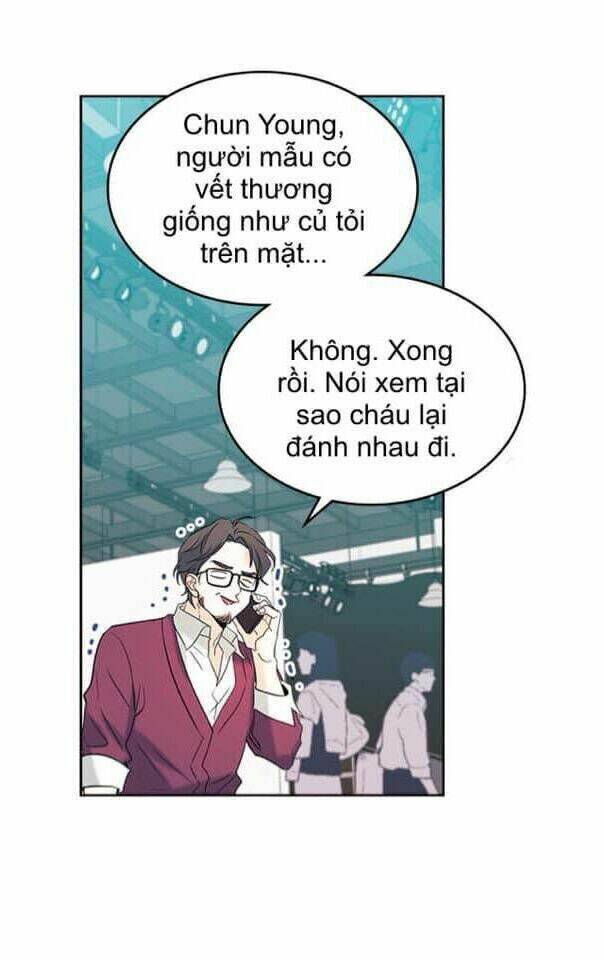 Chun Young,
người mẫu có
vết thương
giống như củ tỏi
trên mặt...
Không. Xong
rồi. Nói xem tại
sao cháu lại
đánh nhau đi.